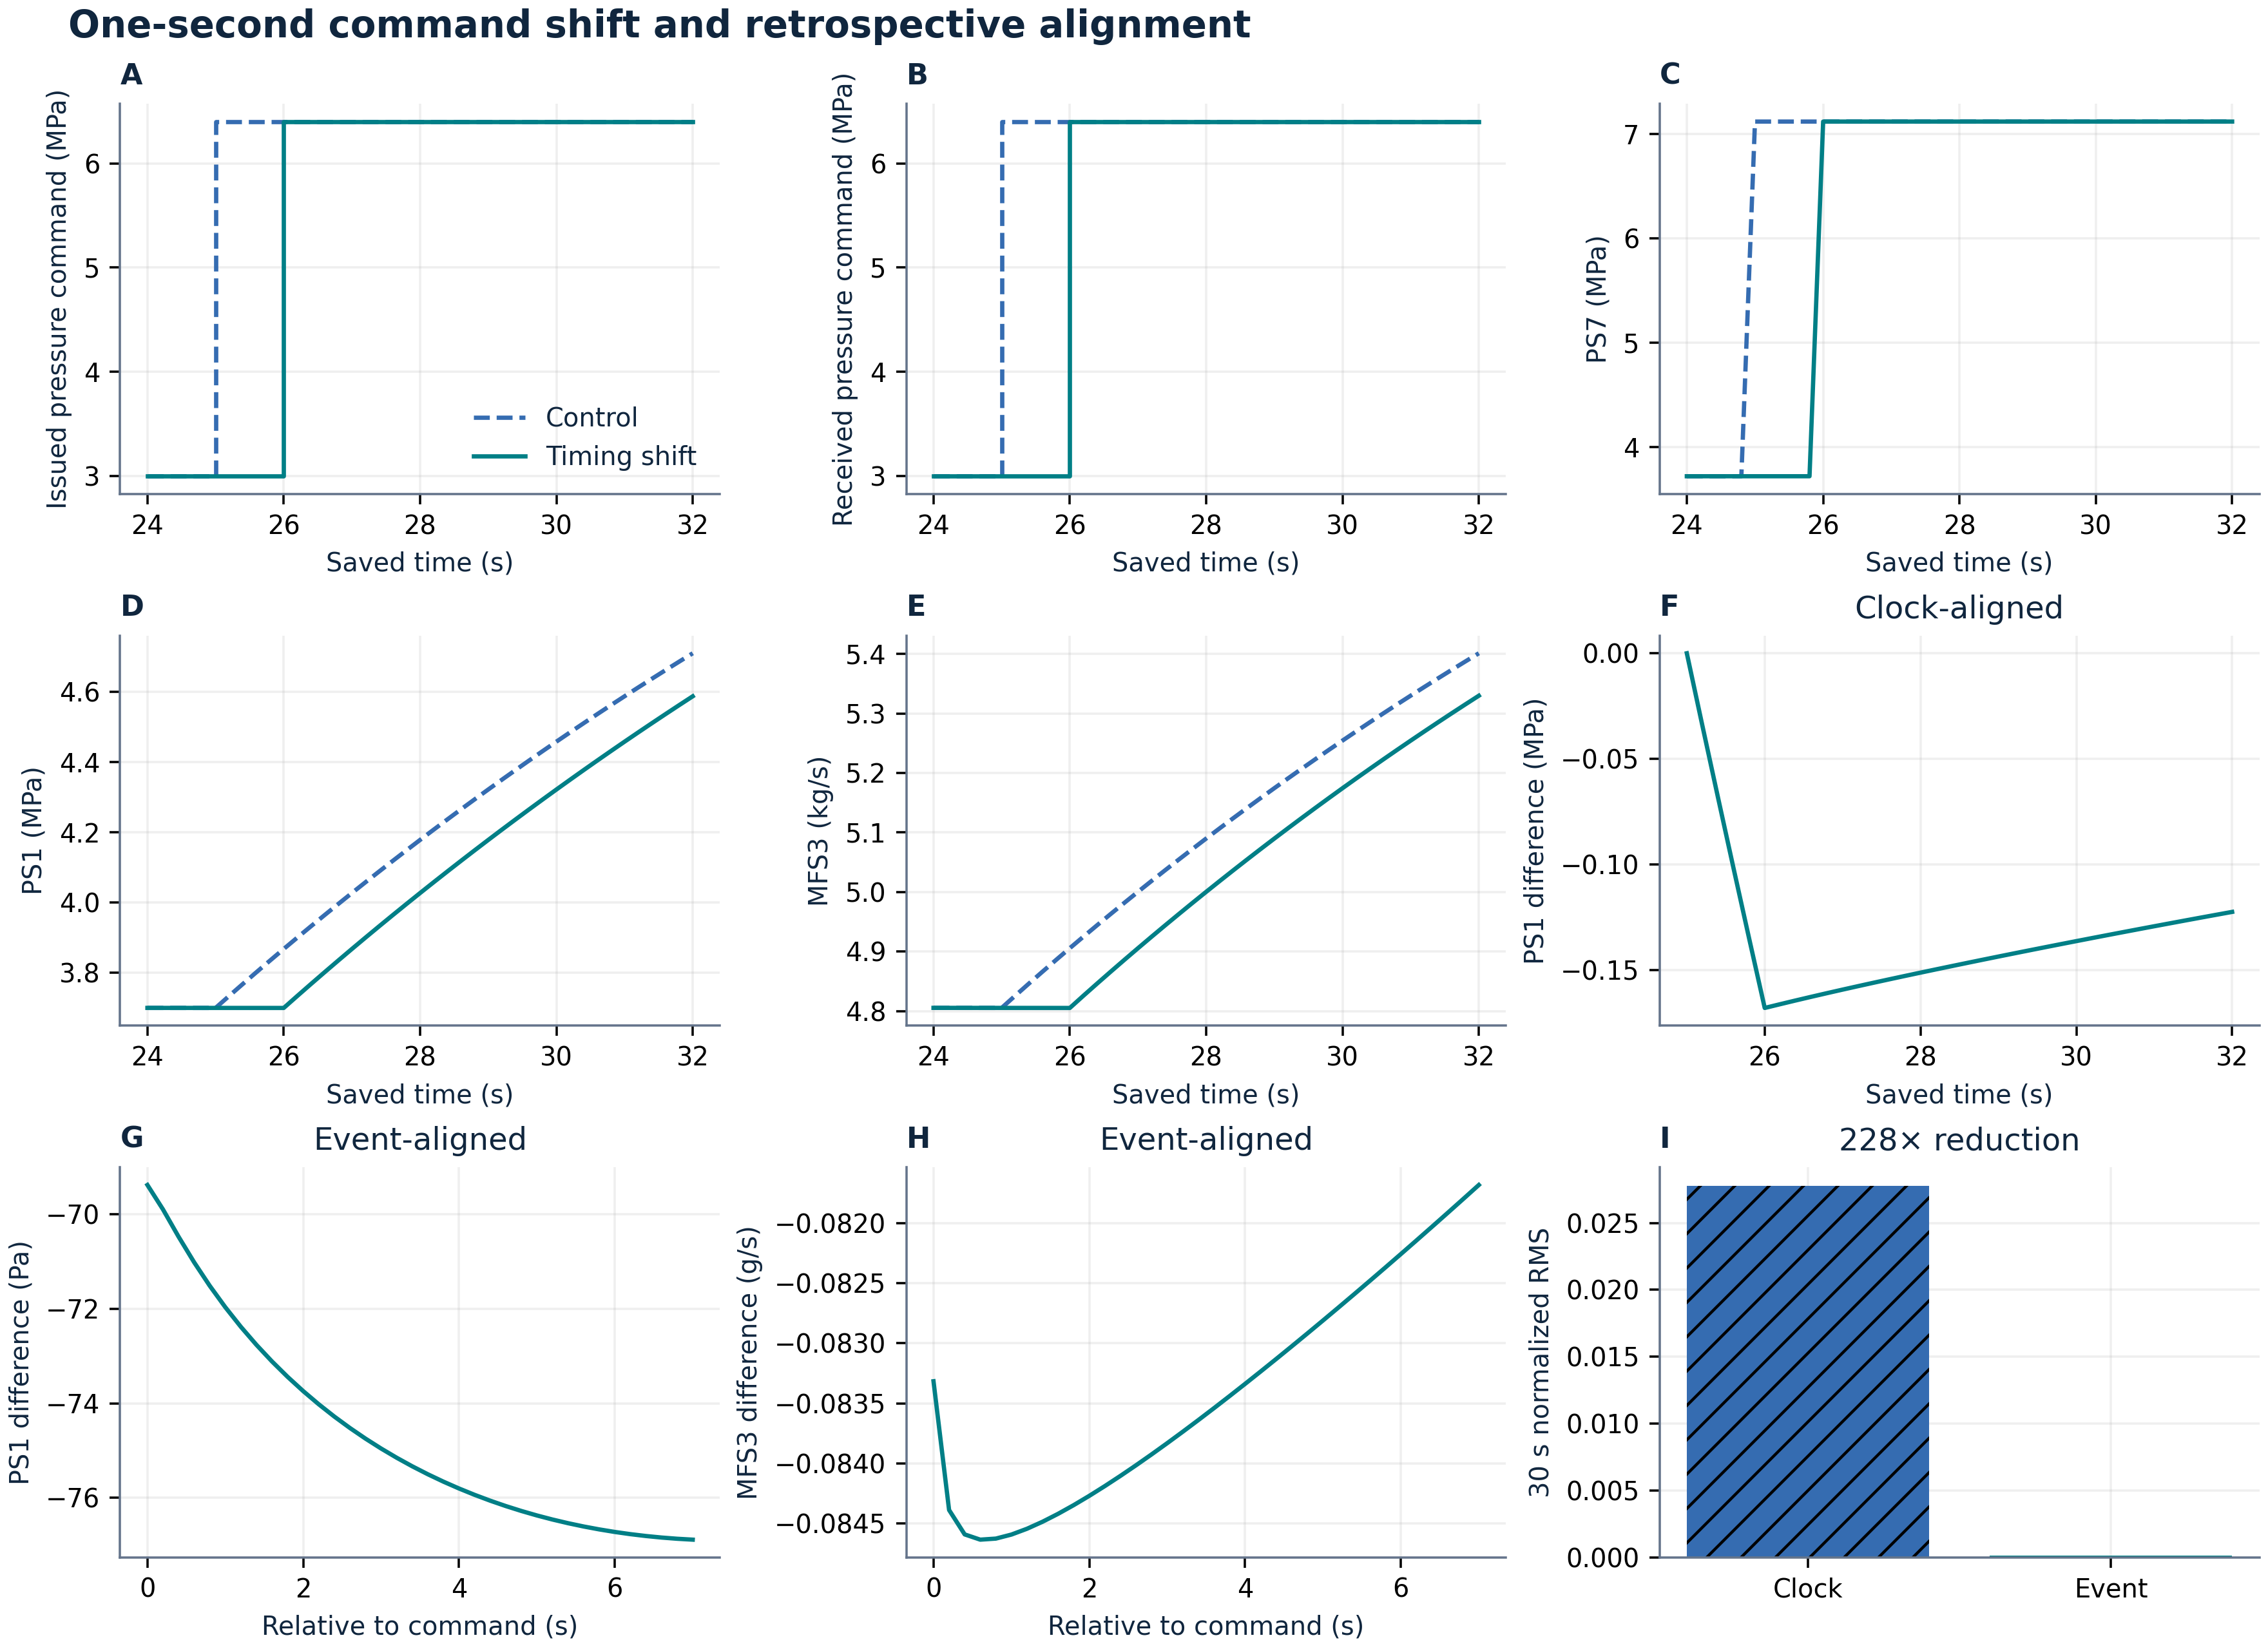 One-second command shift and retrospective alignment
A
Issued pressure command (MPa)
6
5
4
3
24 26 28 30 32
Saved time (s)
Control
Timing shift
B
Received pressure command (MPa)
6
5
4
3
24 26 28 30 32
Saved time (s)
C
PS7 (MPa)
7
6
5
4
24 26 28 30 32
Saved time (s)
D
PS1 (MPa)
4.6
4.4
4.2
4.0
3.8
24 26 28 30 32
Saved time (s)
E
MFS3 (kg/s)
5.4
5.3
5.2
5.1
5.0
4.9
4.8
24 26 28 30 32
Saved time (s)
F
Clock-aligned
PS1 difference (MPa)
0.00
−0.05
−0.10
−0.15
26 28 30 32
Saved time (s)
G
Event-aligned
PS1 difference (Pa)
−70
−72
−74
−76
0 2 4 6
Relative to command (s)
H
Event-aligned
MFS3 difference (g/s)
−0.0820
−0.0825
−0.0830
−0.0835
−0.0840
−0.0845
0 2 4 6
Relative to command (s)
I
228× reduction
30 s normalized RMS
0.025
0.020
0.015
0.010
0.005
0.000
Clock Event